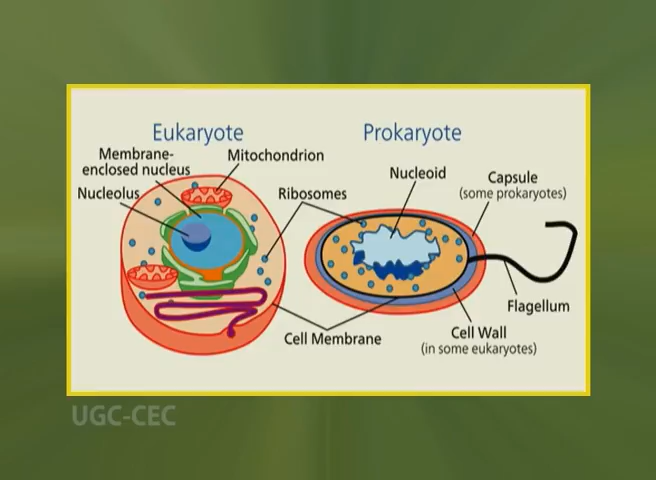 Eukaryote
Prokaryote
Membrane-
enclosed nucleus
Mitochondrion
Nucleolus
Ribosomes
Nucleoid
Capsule
(some prokaryotes)
Flagellum
Cell Membrane
Cell Wall
(in some eukaryotes)
UGC-CEC